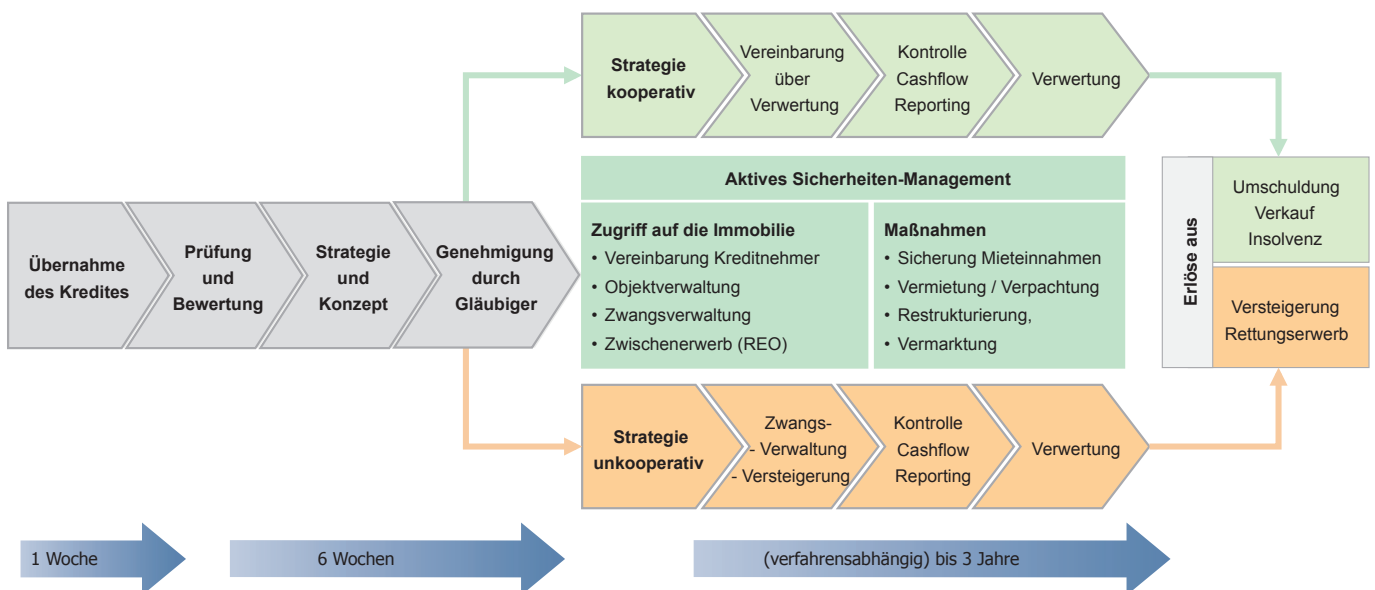 Übernahme
des Kredites
Prüfung
und
Bewertung
Strategie
und
Konzept
Genehmigung
durch
Gläubiger
Strategie
kooperativ
Vereinbarung
über
Verwertung
Kontrolle
Cashflow
Reporting
Verwertung
Aktives Sicherheiten-Management
Zugriff auf die Immobilie
• Vereinbarung Kreditnehmer
• Objektverwaltung
• Zwangsverwaltung
• Zwischenerwerb (REO)
Maßnahmen
• Sicherung Mieteinnahmen
• Vermietung / Verpachtung
• Restrukturierung,
• Vermarktung
Strategie
unkooperativ
Zwangs-
- Verwaltung
- Versteigerung
Kontrolle
Cashflow
Reporting
Verwertung
Erlöse aus
Umschuldung
Verkauf
Insolvenz
Versteigerung
Rettungserwerb
1 Woche
6 Wochen
(verfahrensabhängig) bis 3 Jahre